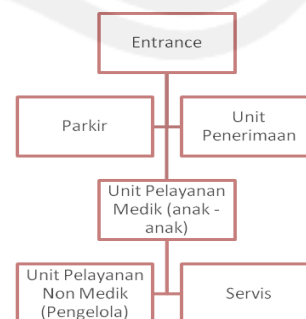 Entrance
Parkir
Unit
Penerimaan
Unit Pelayanan
Medik (anak -
anak)
Unit Pelayanan
Non Medik
(Pengelola)
Servis